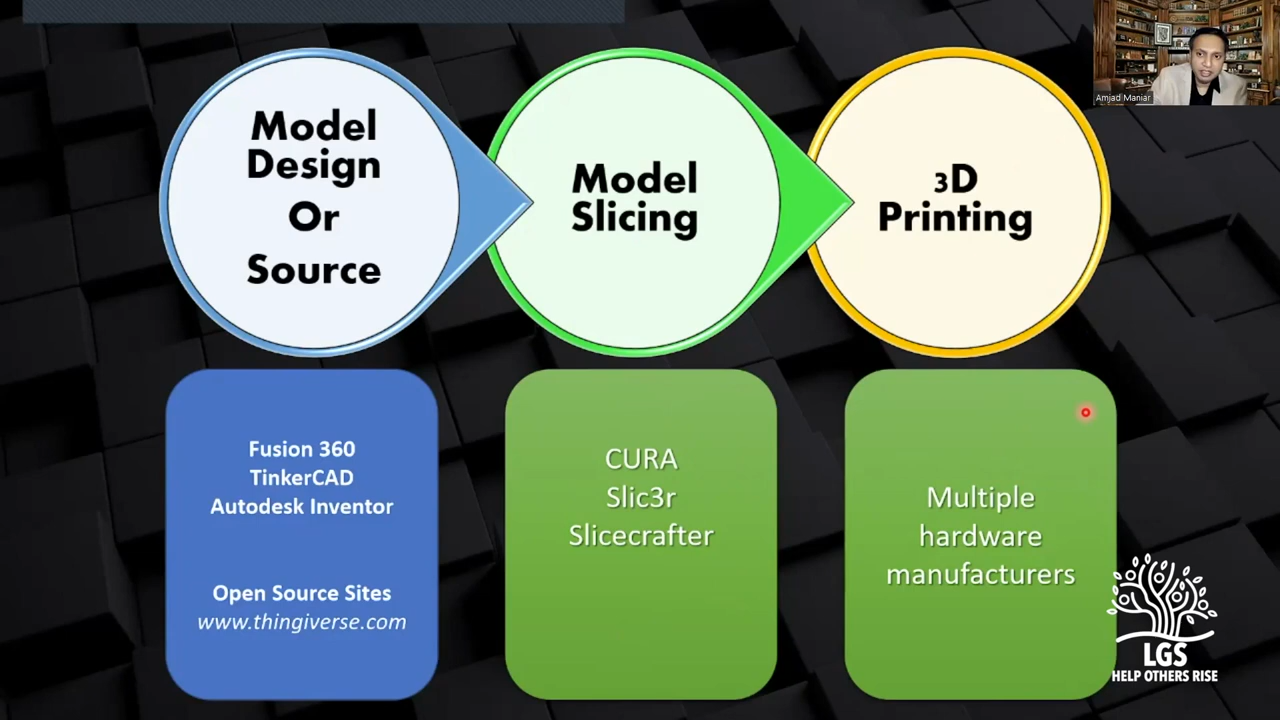 Amjad Maniar
Model
Design
Or
Source
Model
Slicing
3D
Printing
Fusion 360
TinkerCAD
Autodesk Inventor
Open Source Sites
www.thingiverse.com
CURA
Slic3r
Slicecrafter
Multiple
hardware
manufacturers
LGS
HELP OTHERS RISE